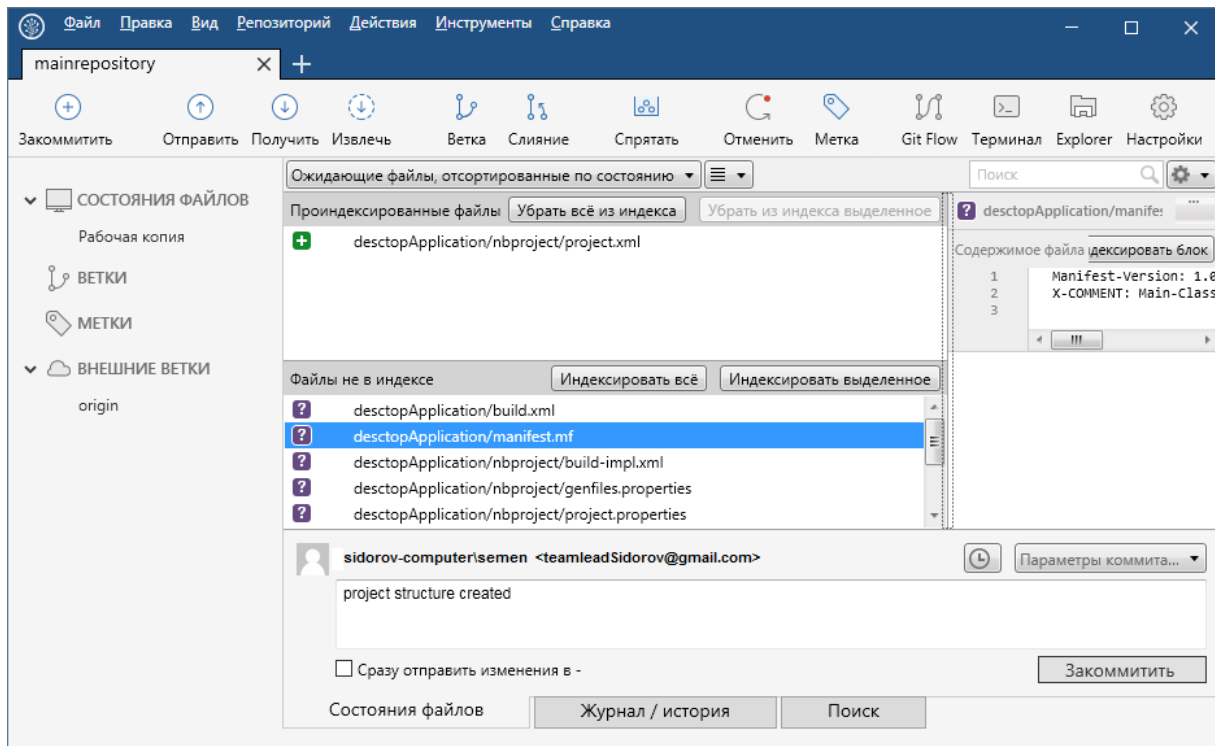 Файл Правка Вид Репозиторий Действия Инструменты Справка
mainrepository
Закоммитить Отправить Получить Извлечь Ветка Слияние Спрятать Отменить Метка Git Flow Терминал Explorer Настройки
СОСТОЯНИЯ ФАЙЛОВ
Рабочая копия
ВЕТКИ
МЕТКИ
ВНЕШНИЕ ВЕТКИ
origin
Ожидающие файлы, отсортированные по состоянию
Поиск
Проиндексированные файлы Убрать всё из индекса Убрать из индекса выделенное
desctopApplication/nbproject/project.xml
Файлы не в индексе Индексировать всё Индексировать выделенное
? desctopApplication/build.xml
? desctopApplication/manifest.mf
? desctopApplication/nbproject/build-impl.xml
? desctopApplication/nbproject/genfiles.properties
? desctopApplication/nbproject/project.properties
? desctopApplication/manife: ...
Содержимое файла дексировать блок
1 Manifest-Version: 1.0
2 X-COMMENT: Main-Class
3
sidorov-computer\semen <teamleadSidorov@gmail.com>
Параметры коммита...
project structure created
Сразу отправить изменения в -
Закоммитить
Состояния файлов Журнал / история Поиск